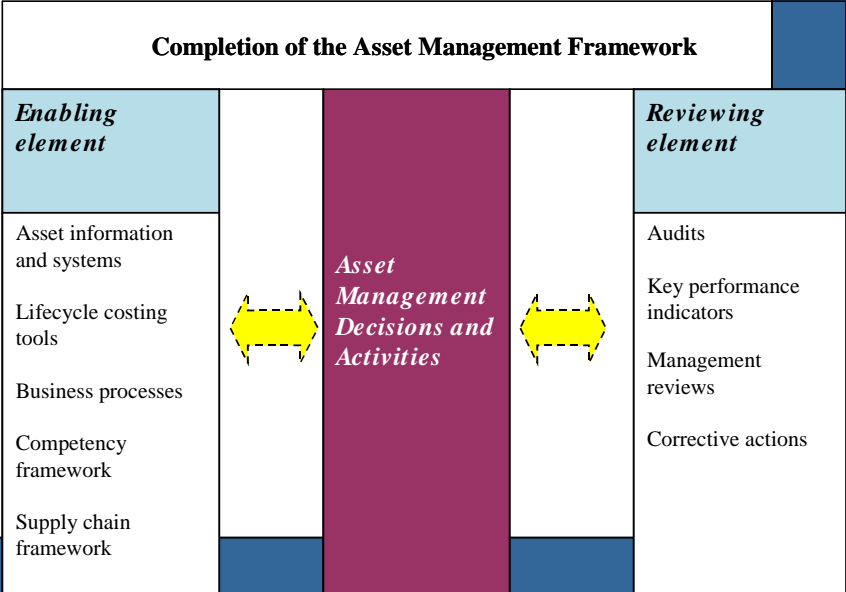 Completion of the Asset Management Framework
Enabling
element
Asset information
and systems
Lifecycle costing
tools
Business processes
Competency
framework
Supply chain
framework
Asset
Management
Decisions and
Activities
Reviewing
element
Audits
Key performance
indicators
Management
reviews
Corrective actions